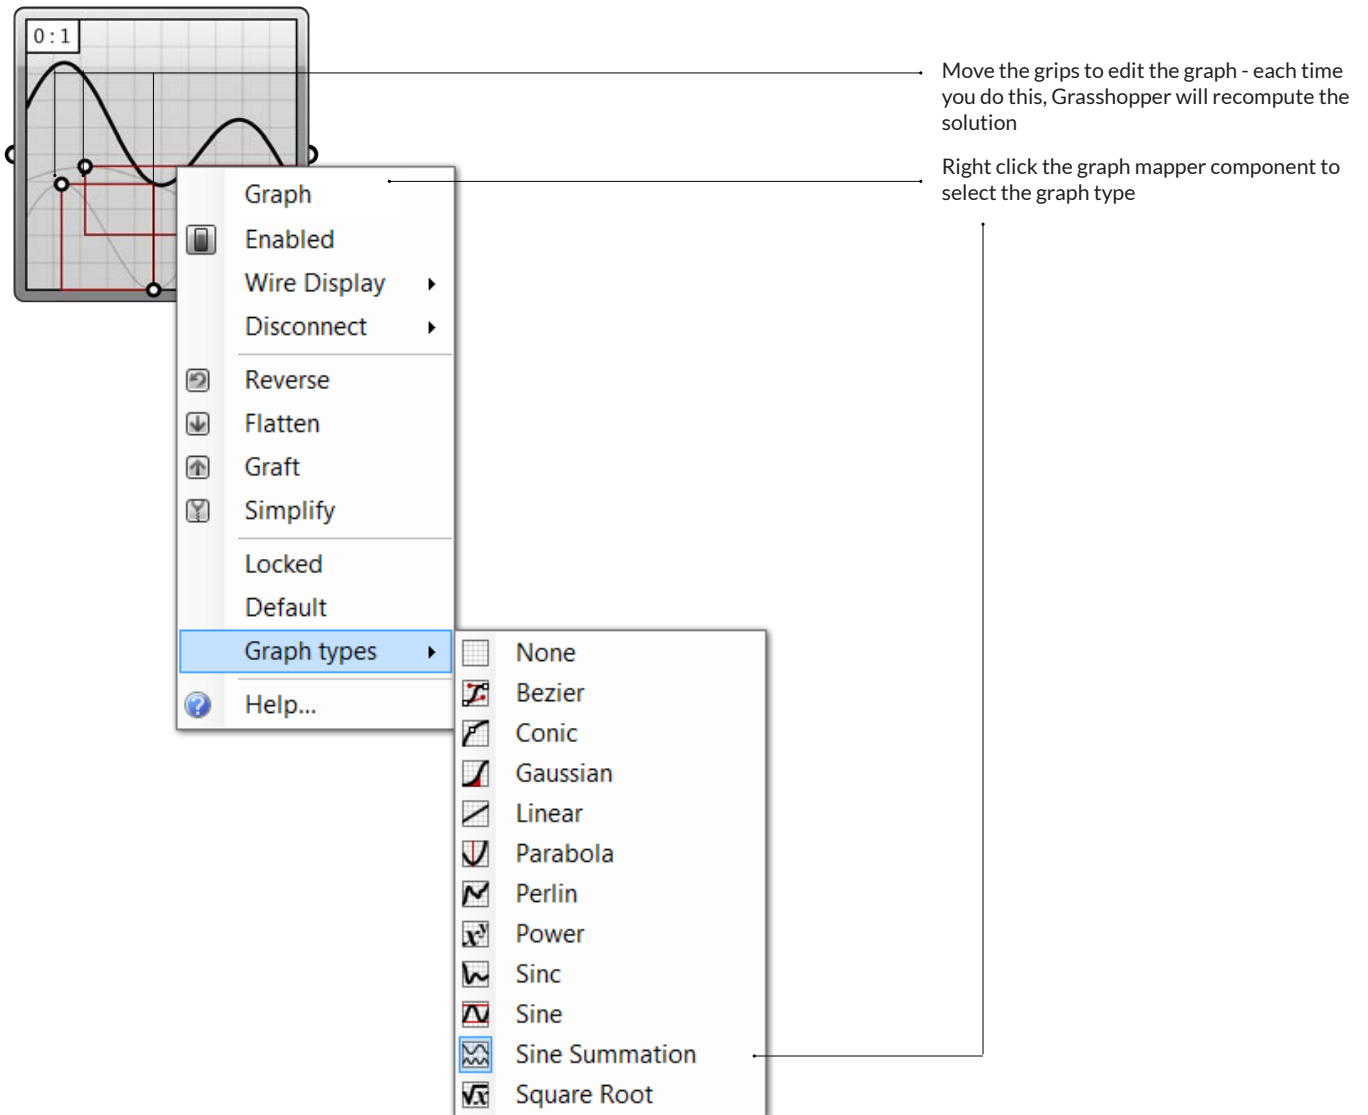 0 : 1
Move the grips to edit the graph - each time
you do this, Grasshopper will recompute the
solution
Right click the graph mapper component to
select the graph type
Graph
Enabled
Wire Display
Disconnect
Reverse
Flatten
Graft
Simplify
Locked
Default
Graph types
Help...
None
Bezier
Conic
Gaussian
Linear
Parabola
Perlin
Power
Sinc
Sine
Sine Summation
Square Root